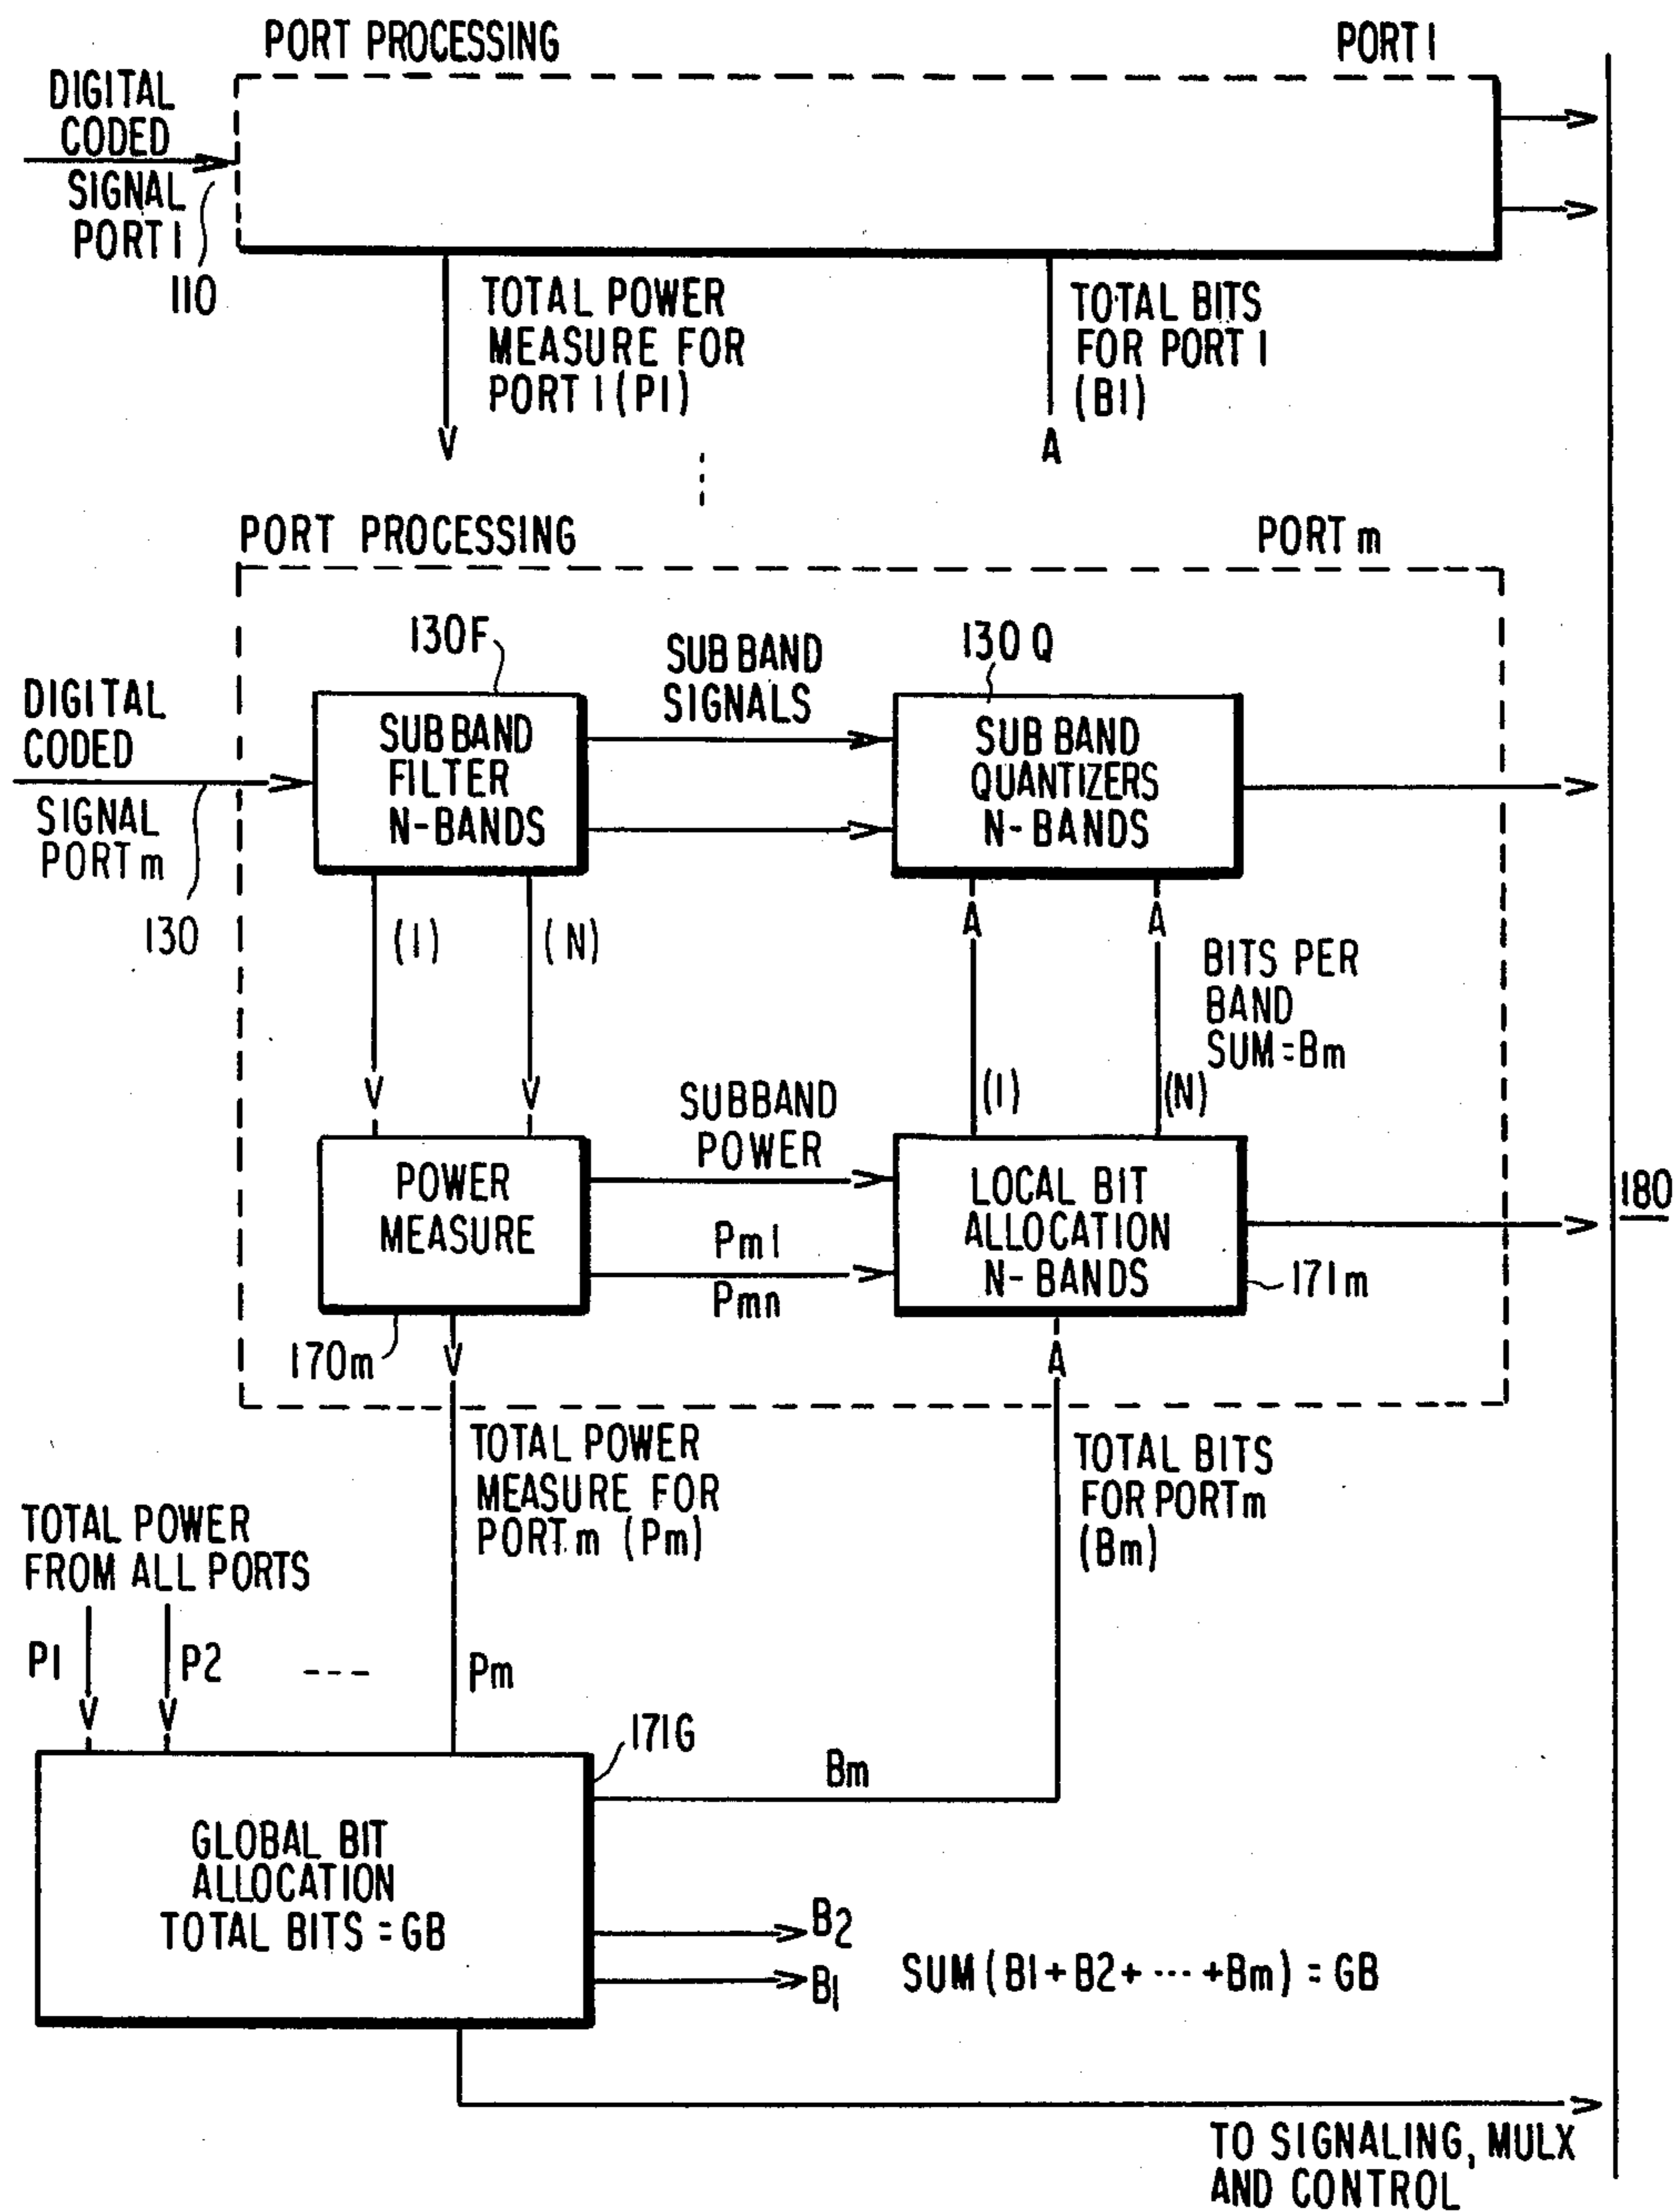 PORT PROCESSING
PORT 1
DIGITAL
CODED
SIGNAL
PORT 1
110
TOTAL POWER
MEASURE FOR
PORT 1 (P1)
TOTAL BITS
FOR PORT 1
(B1)
PORT PROCESSING
PORT m
130F
SUB BAND
SIGNALS
130Q
DIGITAL
CODED
SIGNAL
PORT m
130
SUB BAND
FILTER
N-BANDS
SUB BAND
QUANTIZERS
N-BANDS
(1)
(N)
BITS PER
BAND
SUM=Bm
(1)
(N)
SUBBAND
POWER
POWER
MEASURE
Pm1
Pmn
LOCAL BIT
ALLOCATION
N-BANDS
180
171m
170m
TOTAL POWER
MEASURE FOR
PORT m (Pm)
TOTAL BITS
FOR PORT m
(Bm)
TOTAL POWER
FROM ALL PORTS
P1
P2
---
Pm
171G
Bm
GLOBAL BIT
ALLOCATION
TOTAL BITS = GB
B2
B1
SUM (B1+B2+ ··· +Bm) = GB
TO SIGNALING, MULX
AND CONTROL